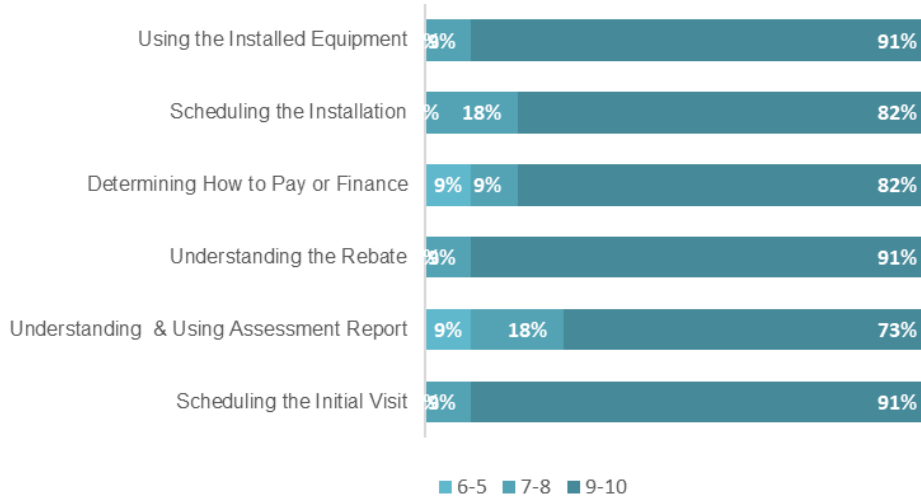 Using the Installed Equipment 9% 91%
Scheduling the Installation 18% 82%
Determining How to Pay or Finance 9% 9% 82%
Understanding the Rebate 9% 91%
Understanding & Using Assessment Report 9% 18% 73%
Scheduling the Initial Visit 9% 91%
6-5 7-8 9-10